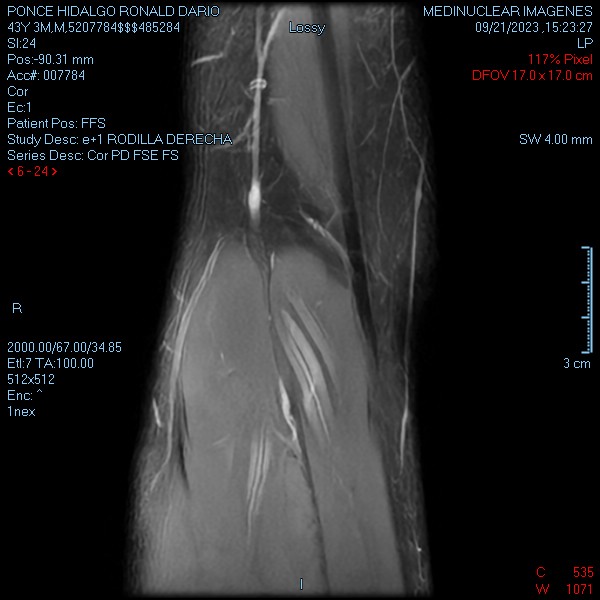 PONCE HIDALGO RONALD DARIO
43Y 3M,M,5207784$$$485284
SI:24
Pos:-90.31 mm
Acc#: 007784
Cor
Ec:1
Patient Pos: FFS
Study Desc: e+1 RODILLA DERECHA
Series Desc: Cor PD FSE FS
< 6 - 24 >
Lossy
MEDINUCLEAR IMAGENES
09/21/2023 ,15:23:27
LP
117% Pixel
DFOV 17.0 x 17.0 cm
SW 4.00 mm
R
3 cm
2000.00/67.00/34.85
Etl:7 TA:100.00
512x512
Enc: ^
1nex
I
C 535
W 1071